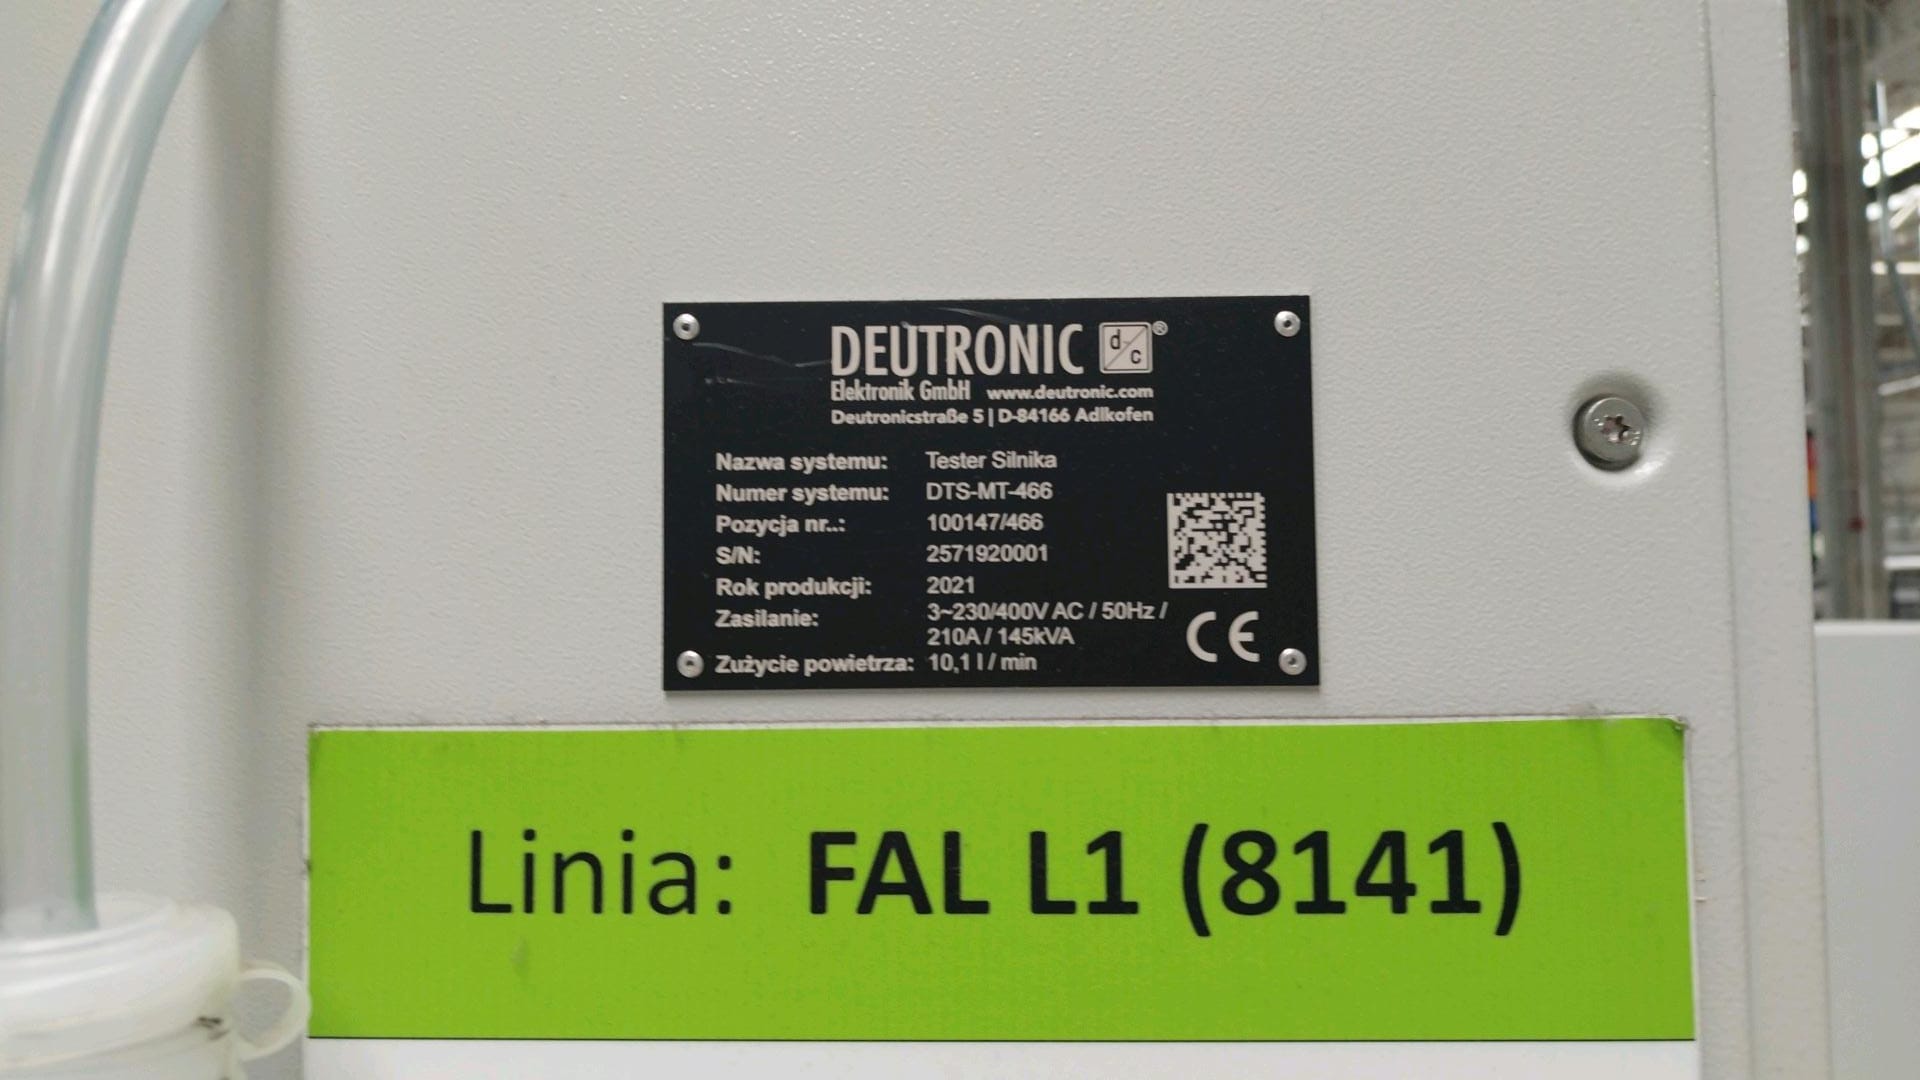 DEUTRONIC d c ®
Elektronik GmbH www.deutronic.com
Deutronicstraße 5 | D-84166 Adlkofen
Nazwa systemu: Tester Silnika
Numer systemu: DTS-MT-466
Pozycja nr..: 100147/466
S/N: 2571920001
Rok produkcji: 2021
Zasilanie: 3~230/400V AC / 50Hz /
210A / 145kVA
Zużycie powietrza: 10,1 l / min
CE
Linia: FAL L1 (8141)